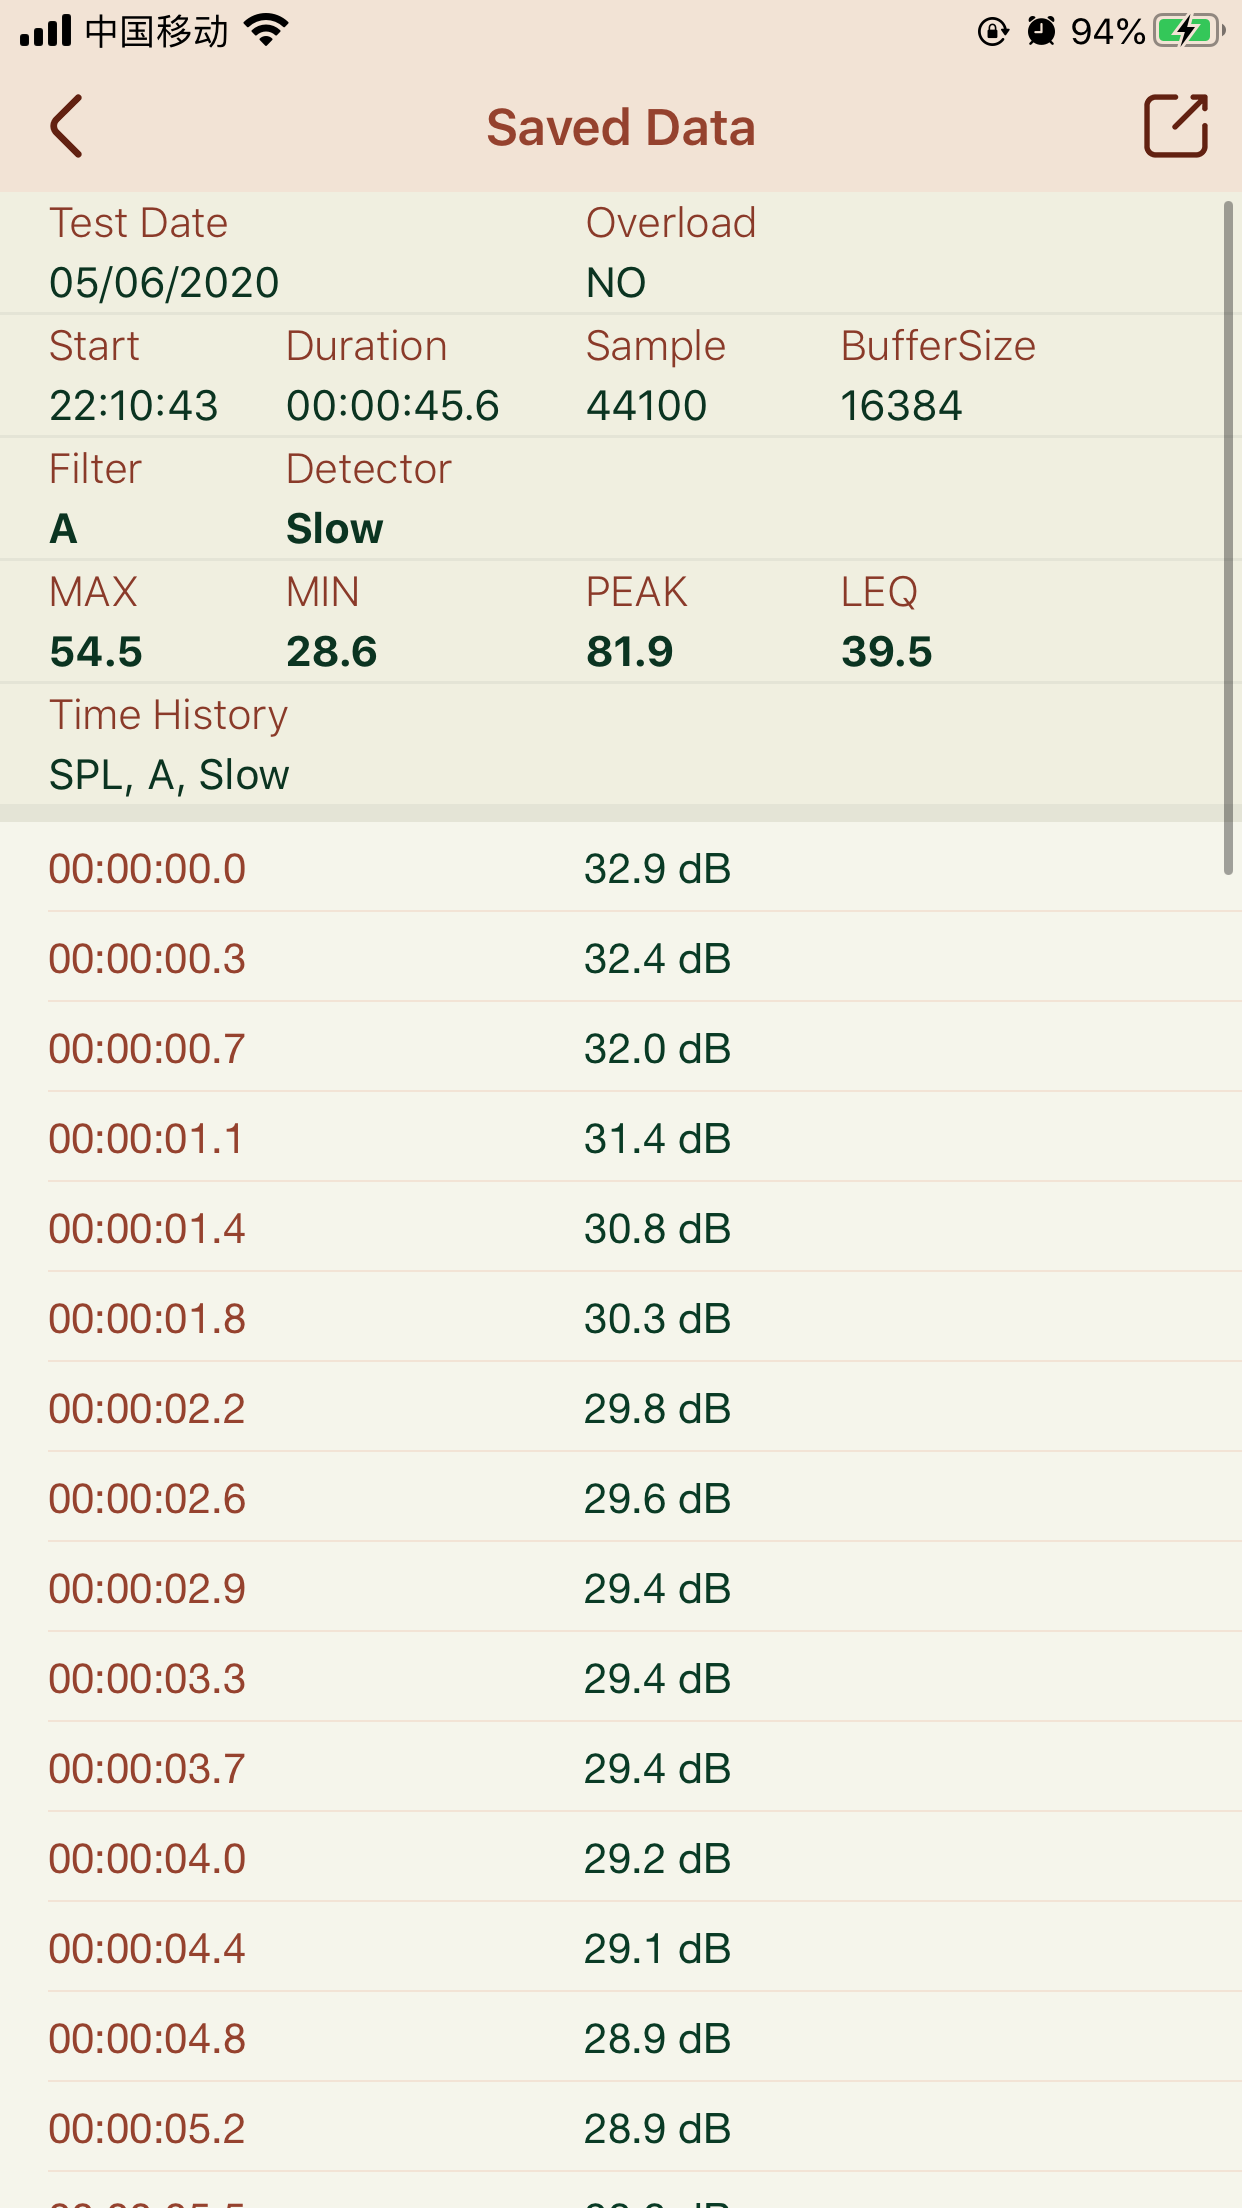 中国移动 94%
Saved Data
Test Date Overload
05/06/2020 NO
Start Duration Sample BufferSize
22:10:43 00:00:45.6 44100 16384
Filter Detector
A Slow
MAX MIN PEAK LEQ
54.5 28.6 81.9 39.5
Time History
SPL, A, Slow
00:00:00.0 32.9 dB
00:00:00.3 32.4 dB
00:00:00.7 32.0 dB
00:00:01.1 31.4 dB
00:00:01.4 30.8 dB
00:00:01.8 30.3 dB
00:00:02.2 29.8 dB
00:00:02.6 29.6 dB
00:00:02.9 29.4 dB
00:00:03.3 29.4 dB
00:00:03.7 29.4 dB
00:00:04.0 29.2 dB
00:00:04.4 29.1 dB
00:00:04.8 28.9 dB
00:00:05.2 28.9 dB